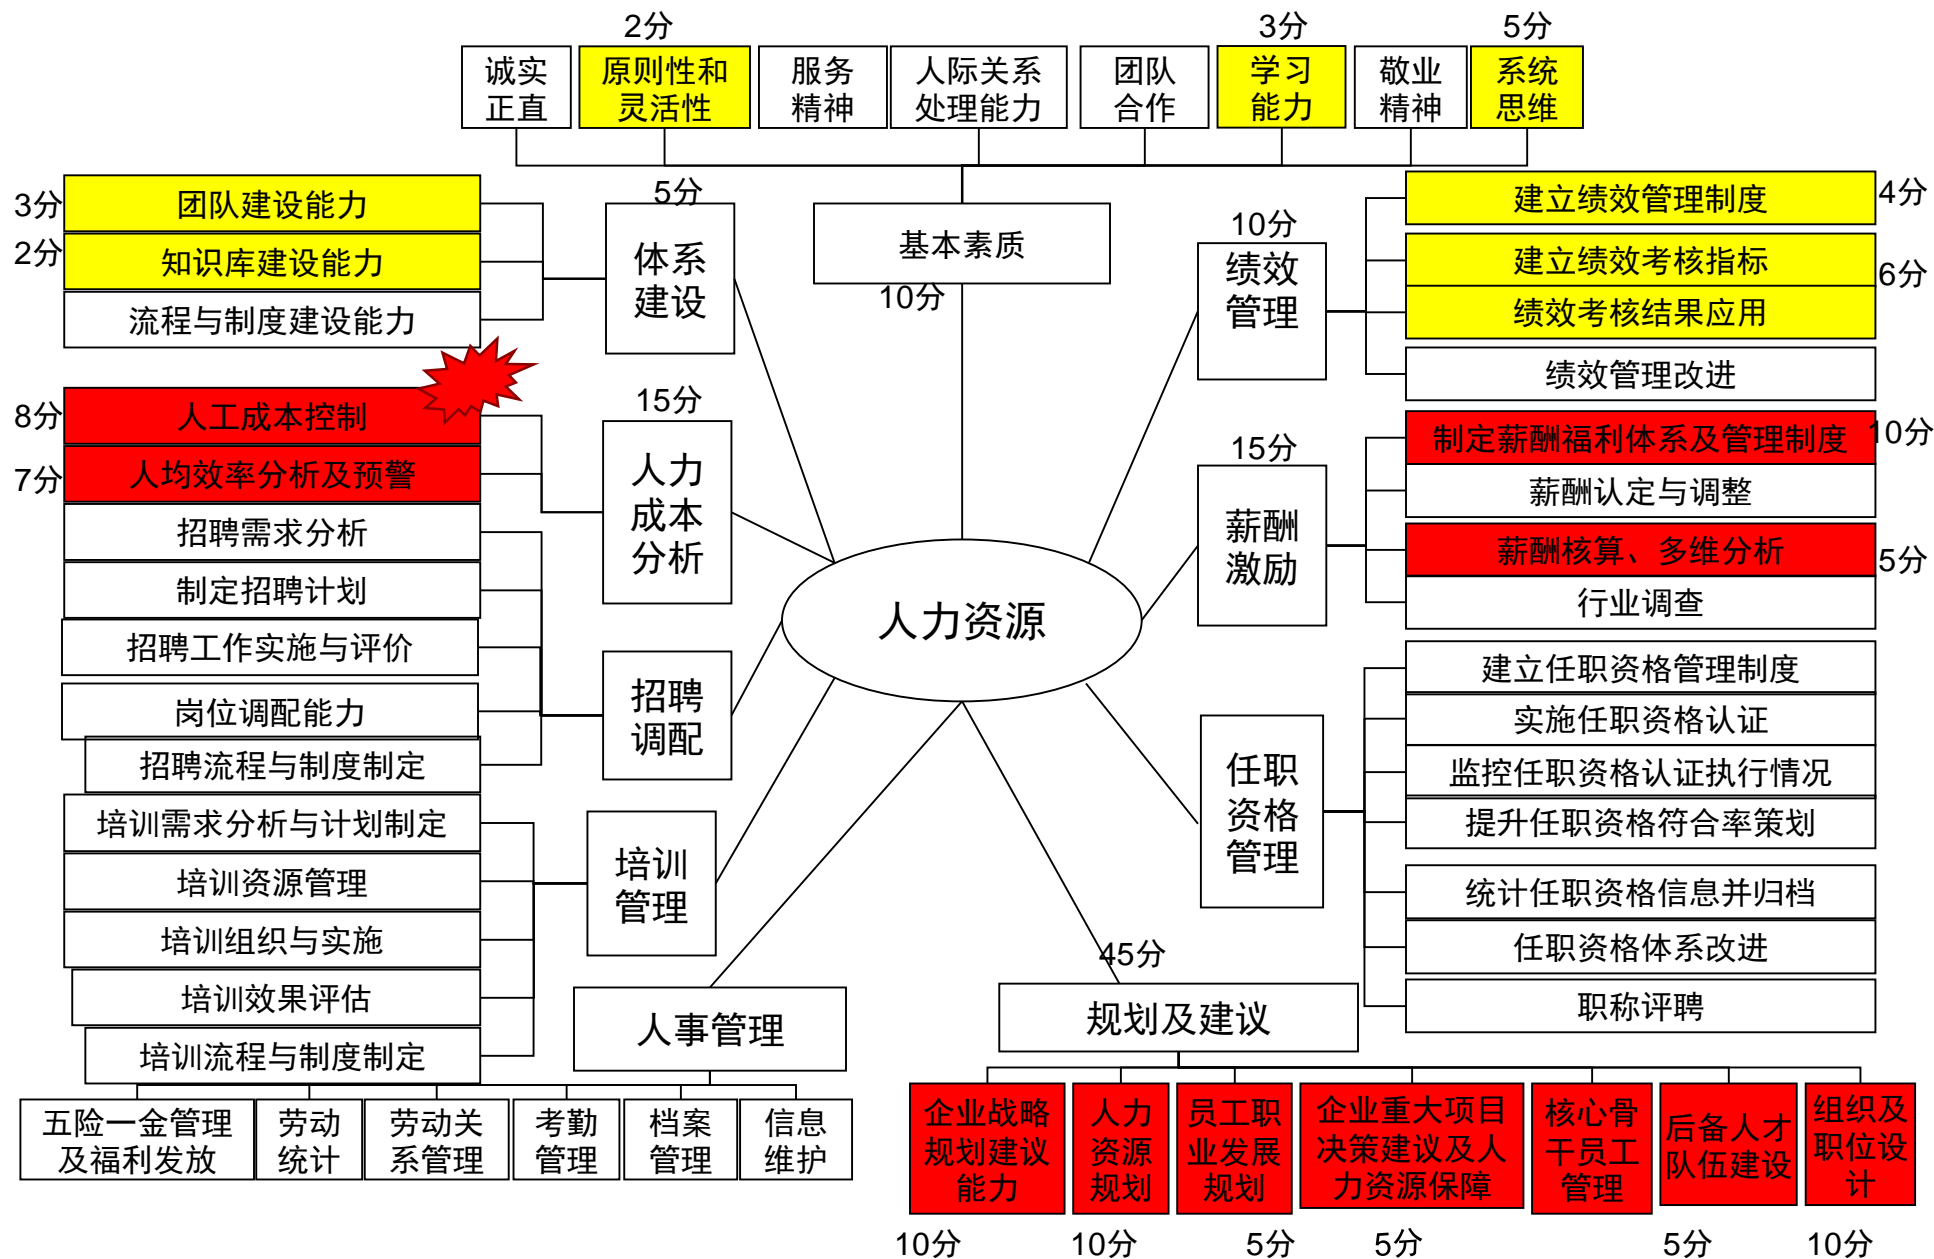 2分
3分
5分
诚实
正直
原则性和
灵活性
服务
精神
人际关系
处理能力
团队
合作
学习
能力
敬业
精神
系统
思维
3分
团队建设能力
2分
知识库建设能力
流程与制度建设能力
5分
体系
建设
基本素质
10分
10分
绩效
管理
建立绩效管理制度
4分
建立绩效考核指标
6分
绩效考核结果应用
绩效管理改进
8分
人工成本控制
7分
人均效率分析及预警
15分
人力
成本
分析
招聘需求分析
制定招聘计划
招聘工作实施与评价
岗位调配能力
招聘流程与制度制定
招聘
调配
人力资源
15分
薪酬
激励
制定薪酬福利体系及管理制度
10分
薪酬认定与调整
薪酬核算、多维分析
5分
行业调查
任职
资格
管理
建立任职资格管理制度
实施任职资格认证
监控任职资格认证执行情况
提升任职资格符合率策划
统计任职资格信息并归档
任职资格体系改进
职称评聘
培训需求分析与计划制定
培训资源管理
培训组织与实施
培训效果评估
培训流程与制度制定
培训
管理
人事管理
45分
规划及建议
五险一金管理
及福利发放
劳动
统计
劳动关
系管理
考勤
管理
档案
管理
信息
维护
企业战略
规划建议
能力
人力
资源
规划
员工职
业发展
规划
企业重大项目
决策建议及人
力资源保障
核心骨
干员工
管理
后备人才
队伍建设
组织及
职位设
计
10分
10分
5分
5分
5分
10分